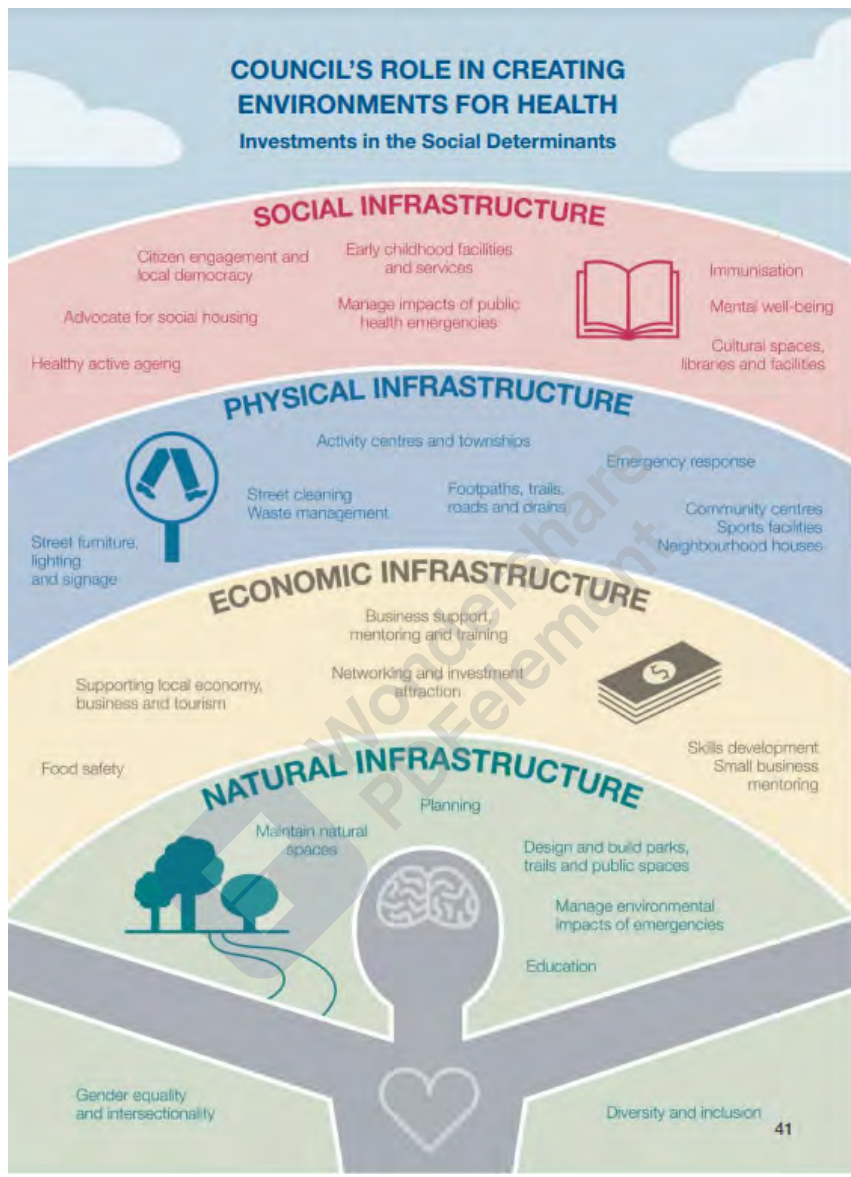 COUNCIL'S ROLE IN CREATING
ENVIRONMENTS FOR HEALTH
Investments in the Social Determinants
SOCIAL INFRASTRUCTURE
Citizen engagement and
local democracy
Early childhood facilities
and services
Immunisation
Advocate for social housing
Manage impacts of public
health emergencies
Mental well-being
Healthy active ageing
Cultural spaces,
libraries and facilities
PHYSICAL INFRASTRUCTURE
Activity centres and townships
Emergency response
Street cleaning
Waste management
Footpaths, trails,
roads and drains
Community centres
Sports facilities
Neighbourhood houses
Street furniture,
lighting
and signage
ECONOMIC INFRASTRUCTURE
Business support,
mentoring and training
Supporting local economy,
business and tourism
Networking and investment
attraction
$
Food safety
Skills development
Small business
mentoring
NATURAL INFRASTRUCTURE
Planning
Maintain natural
spaces
Design and build parks,
trails and public spaces
Manage environmental
impacts of emergencies
Education
Gender equality
and intersectionality
Diversity and inclusion
41
Wondershare
PDFelement